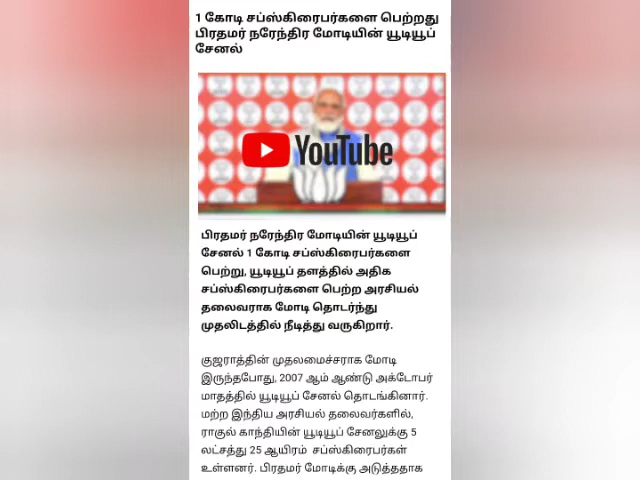 1 கோடி சப்ஸ்கிரைபர்களை பெற்றது
பிரதமர் நரேந்திர மோடியின் யூடியூப்
சேனல்
YouTube
பிரதமர் நரேந்திர மோடியின் யூடியூப்
சேனல் 1 கோடி சப்ஸ்கிரைபர்களை
பெற்று, யூடியூப் தளத்தில் அதிக
சப்ஸ்கிரைபர்களை பெற்ற அரசியல்
தலைவராக மோடி தொடர்ந்து
முதலிடத்தில் நீடித்து வருகிறார்.
குஜராத்தின் முதலமைச்சராக மோடி
இருந்தபோது, 2007 ஆம் ஆண்டு அக்டோபர்
மாதத்தில் யூடியூப் சேனல் தொடங்கினார்.
மற்ற இந்திய அரசியல் தலைவர்களில்,
ராகுல் காந்தியின் யூடியூப் சேனலுக்கு 5
லட்சத்து 25 ஆயிரம் சப்ஸ்கிரைபர்கள்
உள்ளனர். பிரதமர் மோடிக்கு அடுத்ததாக